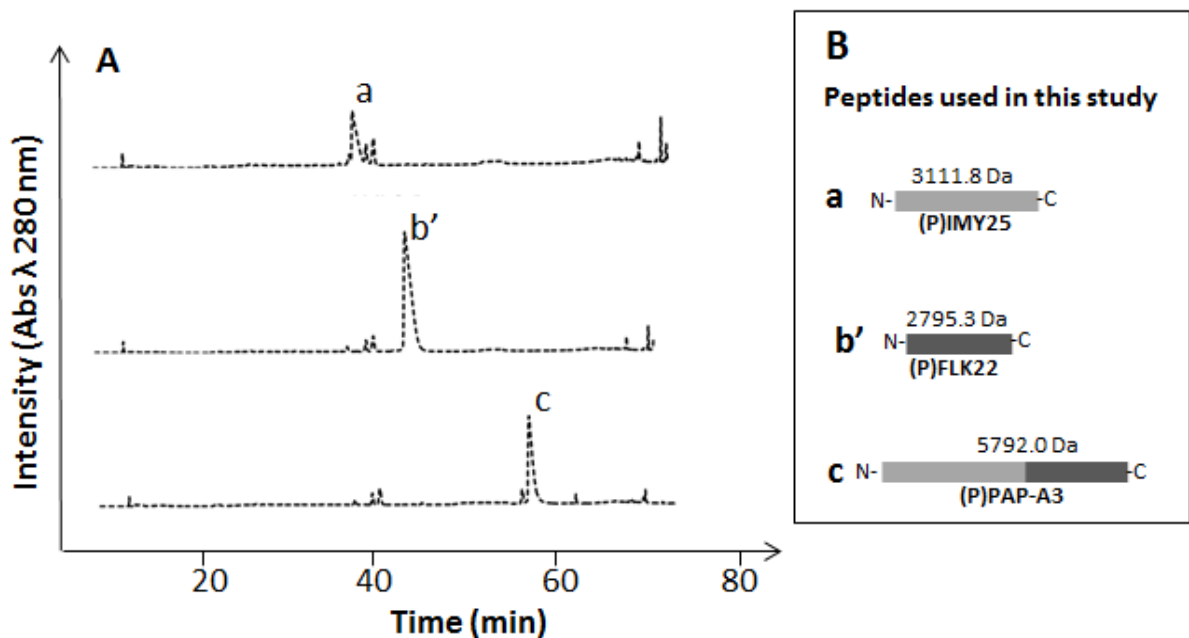 A
a
b’
c
Intensity (Abs λ 280 nm)
20 40 60 80
Time (min)
B
Peptides used in this study
3111.8 Da
a N- -C
(P)IMY25
2795.3 Da
b’ N- -C
(P)FLK22
5792.0 Da
c N- -C
(P)PAP-A3